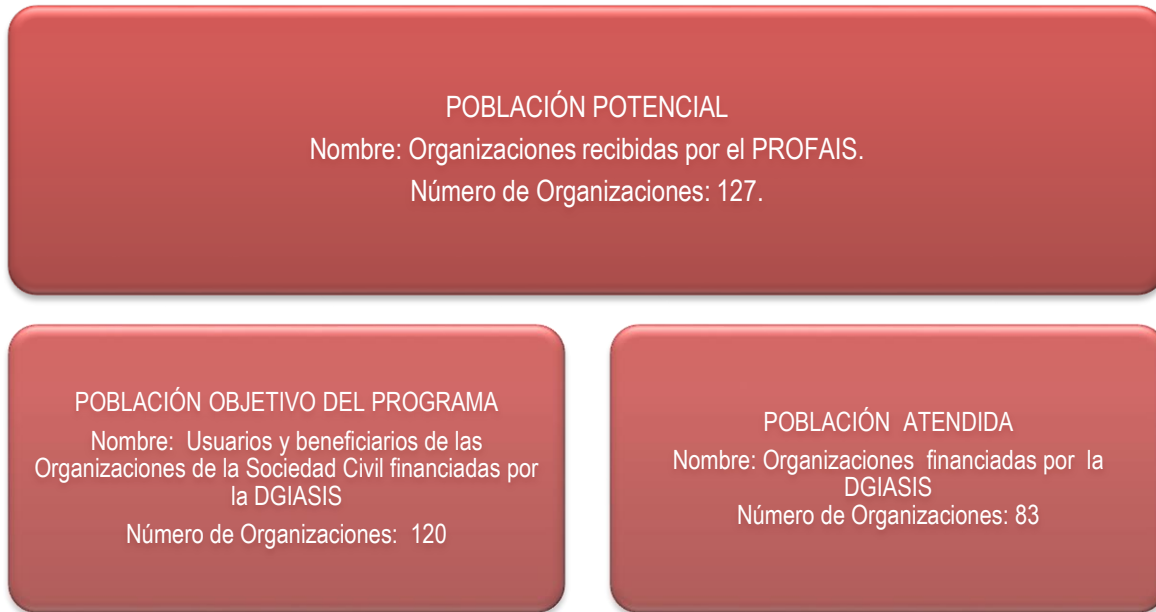 POBLACIÓN POTENCIAL
Nombre: Organizaciones recibidas por el PROFAIS.
Número de Organizaciones: 127.
POBLACIÓN OBJETIVO DEL PROGRAMA
Nombre: Usuarios y beneficiarios de las
Organizaciones de la Sociedad Civil financiadas por
la DGIASIS
Número de Organizaciones: 120
POBLACIÓN ATENDIDA
Nombre: Organizaciones financiadas por la
DGIASIS
Número de Organizaciones: 83